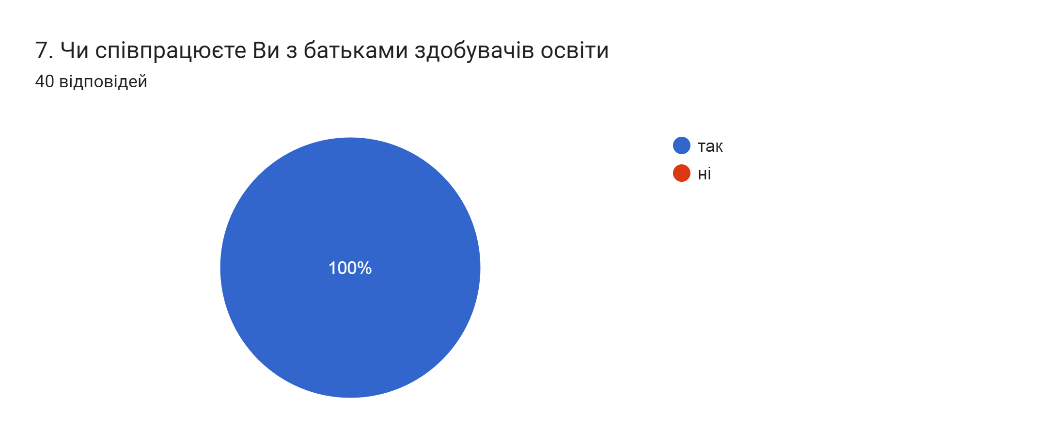 7. Чи співпрацюєте Ви з батьками здобувачів освіти
40 відповідей
так
ні
100%